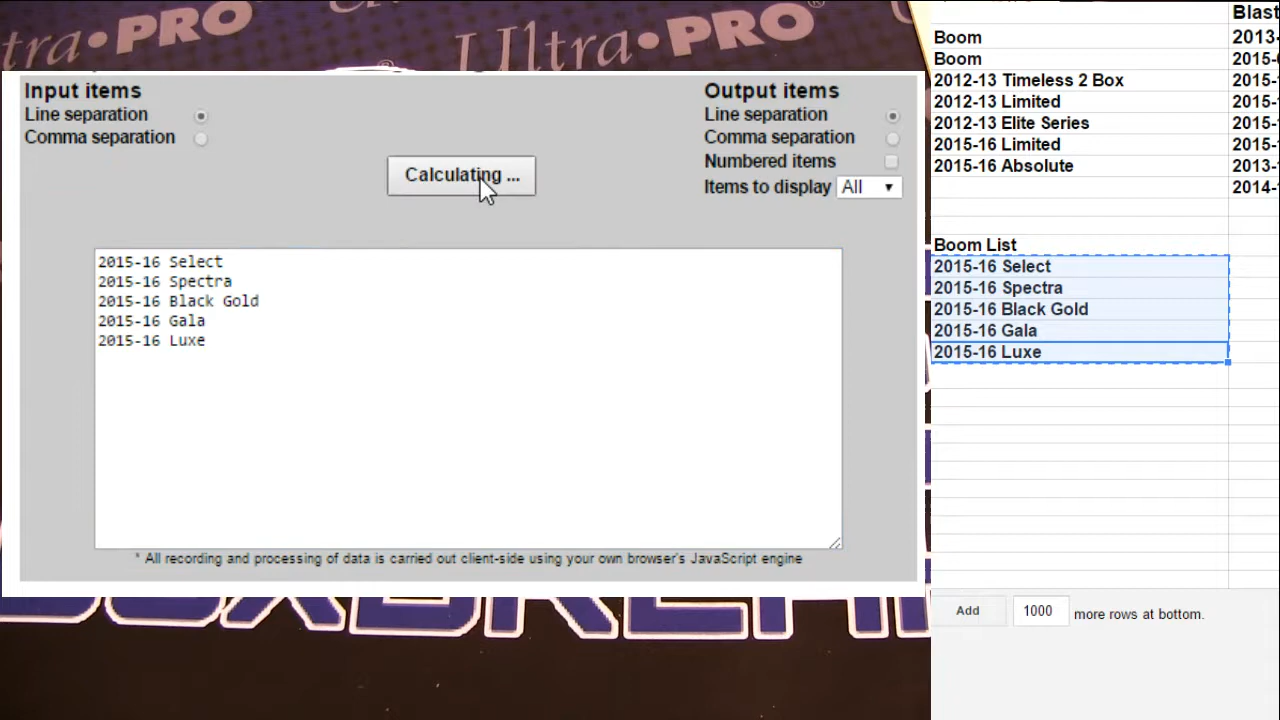 ltra•PRO® Ultra•PRO®
Input items
Line separation
Comma separation
Calculating ...
Output items
Line separation
Comma separation
Numbered items
Items to display All
2015-16 Select
2015-16 Spectra
2015-16 Black Gold
2015-16 Gala
2015-16 Luxe
* All recording and processing of data is carried out client-side using your own browser's JavaScript engine
Blast
Boom 2013-
Boom 2015-
2012-13 Timeless 2 Box 2015-
2012-13 Limited 2015-
2012-13 Elite Series 2015-
2015-16 Limited 2015-
2015-16 Absolute 2013-
2014-
Boom List
2015-16 Select
2015-16 Spectra
2015-16 Black Gold
2015-16 Gala
2015-16 Luxe
Add 1000 more rows at bottom.